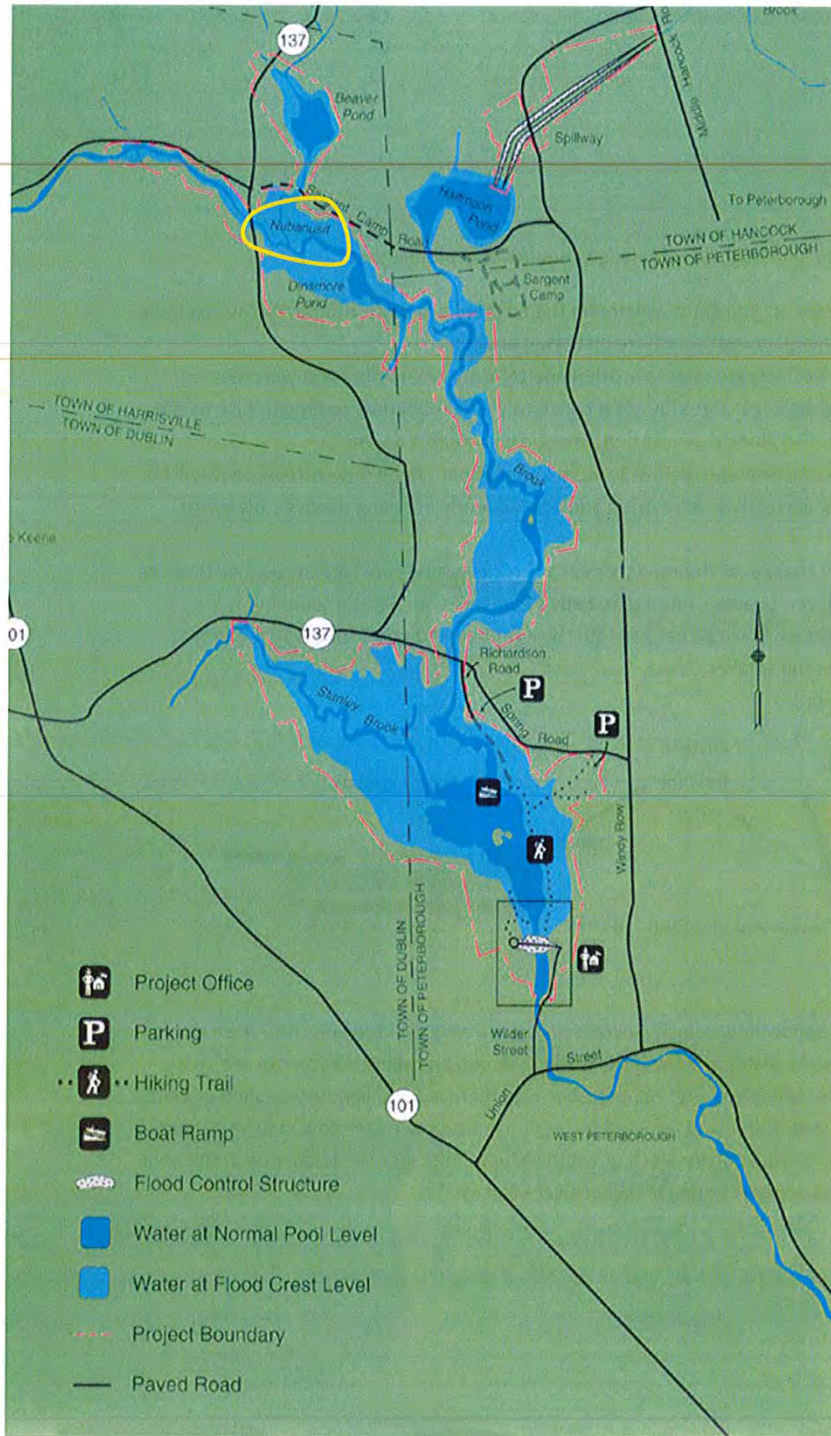 137
Brook
Beaver
Pond
Middle Hancock
Spillway
Halfmoon
Pond
To Peterborough
Sargent Camp Road
Nubanusit
TOWN OF HANCOCK
TOWN OF PETERBOROUGH
Sargent
Camp
Dinsmore
Pond
TOWN OF HARRISVILLE
TOWN OF DUBLIN
Brook
Keene
01
137
Richardson
Road
P
P
Stanley Brook
Spring Road
Windy Row
TOWN OF DUBLIN
TOWN OF PETERBOROUGH
Project Office
P Parking
Wilder
Street
Hiking Trail
Union Street
101
Boat Ramp
WEST PETERBOROUGH
Flood Control Structure
Water at Normal Pool Level
Water at Flood Crest Level
Project Boundary
Paved Road